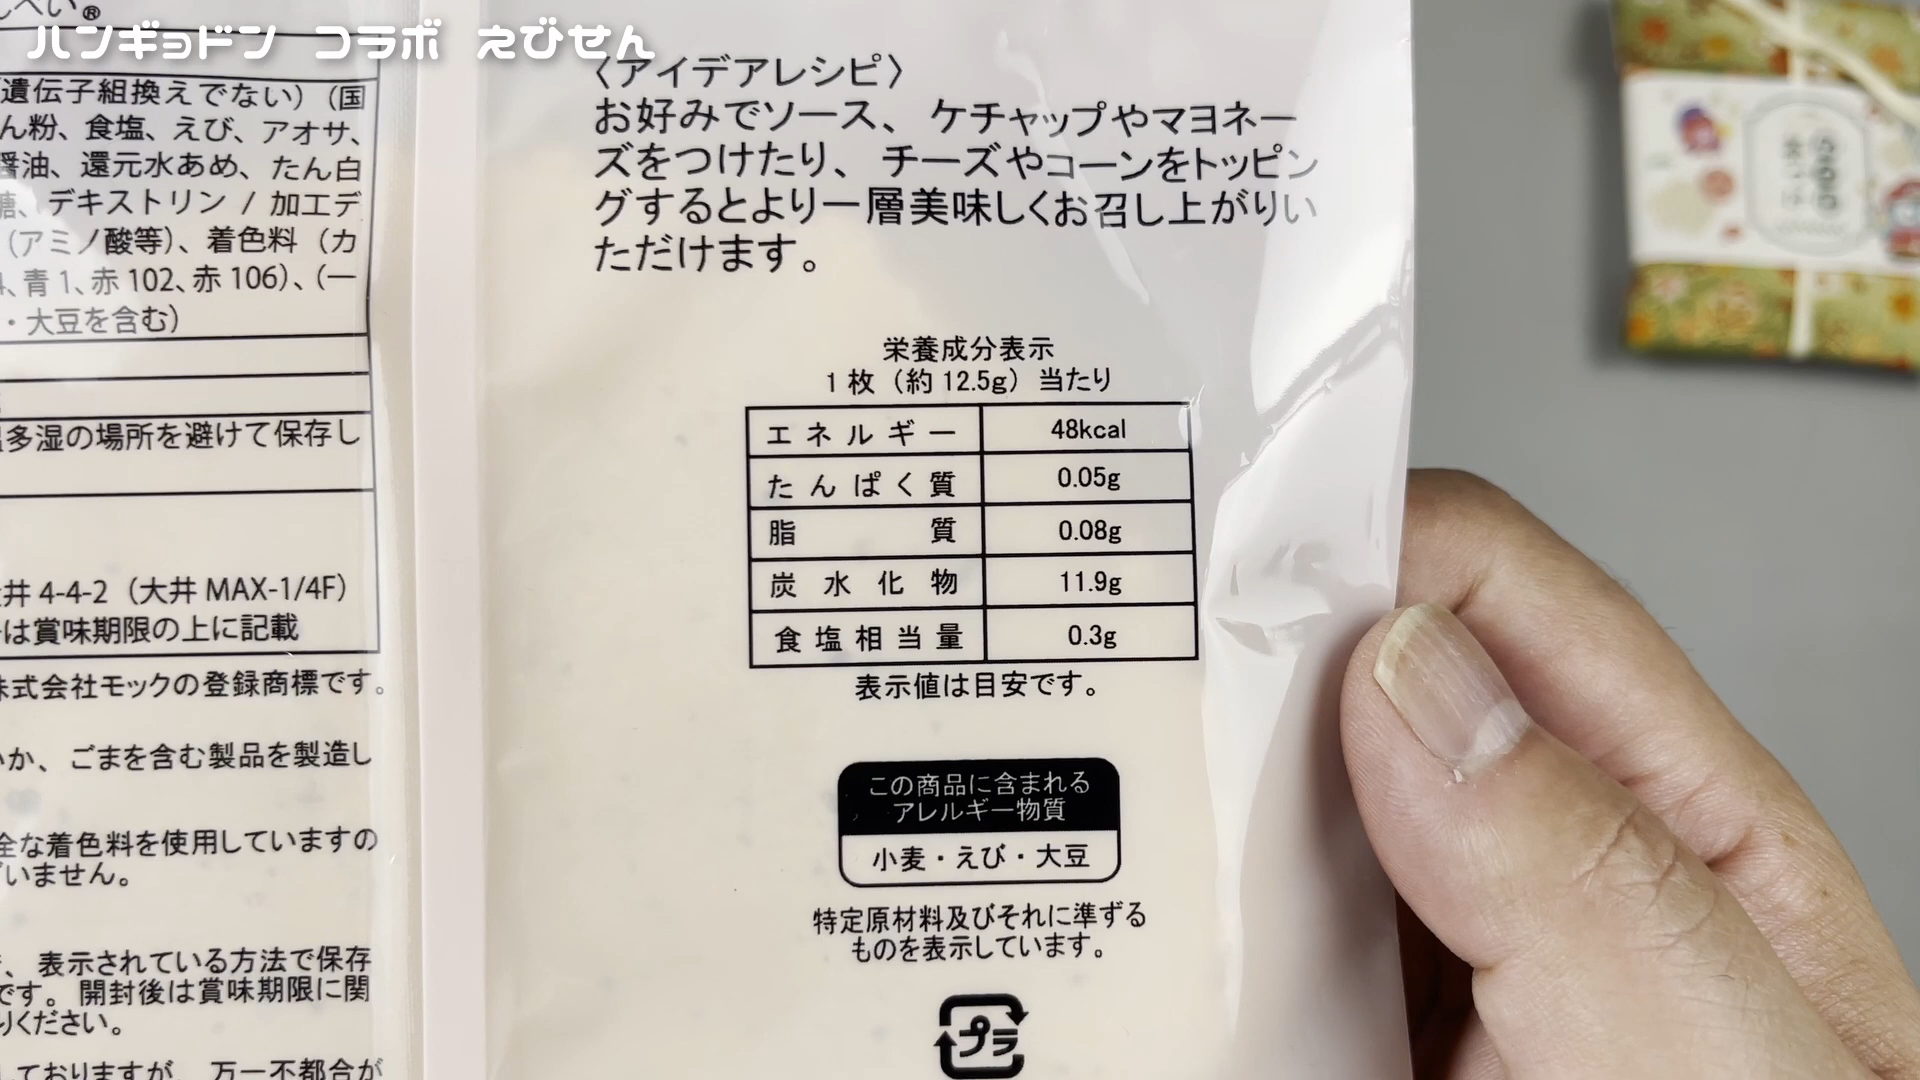 ハンギョドン コラボ えびせん
遺伝子組換えでない）（国
ん粉、食塩、えび、アオサ、
醤油、還元水あめ、たん白
糖、デキストリン / 加工デ
（アミノ酸等）、着色料（カ
、青 1、赤 102、赤 106）、（一
・大豆を含む）
多湿の場所を避けて保存し
井 4-4-2（大井 MAX-1/4F）
は賞味期限の上に記載
株式会社モックの登録商標です。
か、ごまを含む製品を製造し
全な着色料を使用していますの
いません。
、表示されている方法で保存
です。開封後は賞味期限に関
りください。
しておりますが、万一不都合が
〈アイデアレシピ〉
お好みでソース、ケチャップやマヨネー
ズをつけたり、チーズやコーンをトッピン
グするとより一層美味しくお召し上がりい
ただけます。
栄養成分表示
1 枚（約 12.5g）当たり
エネルギー 48kcal
たんぱく質 0.05g
脂質 0.08g
炭水化物 11.9g
食塩相当量 0.3g
表示値は目安です。
この商品に含まれる
アレルギー物質
小麦・えび・大豆
特定原材料及びそれに準ずる
ものを表示しています。
プラ